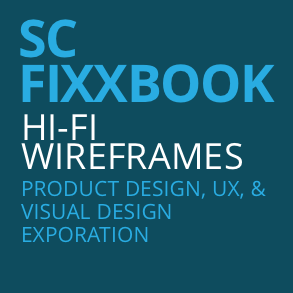 SC
FIXXBOOK
HI-FI
WIREFRAMES
PRODUCT DESIGN, UX, &
VISUAL DESIGN
EXPORATION